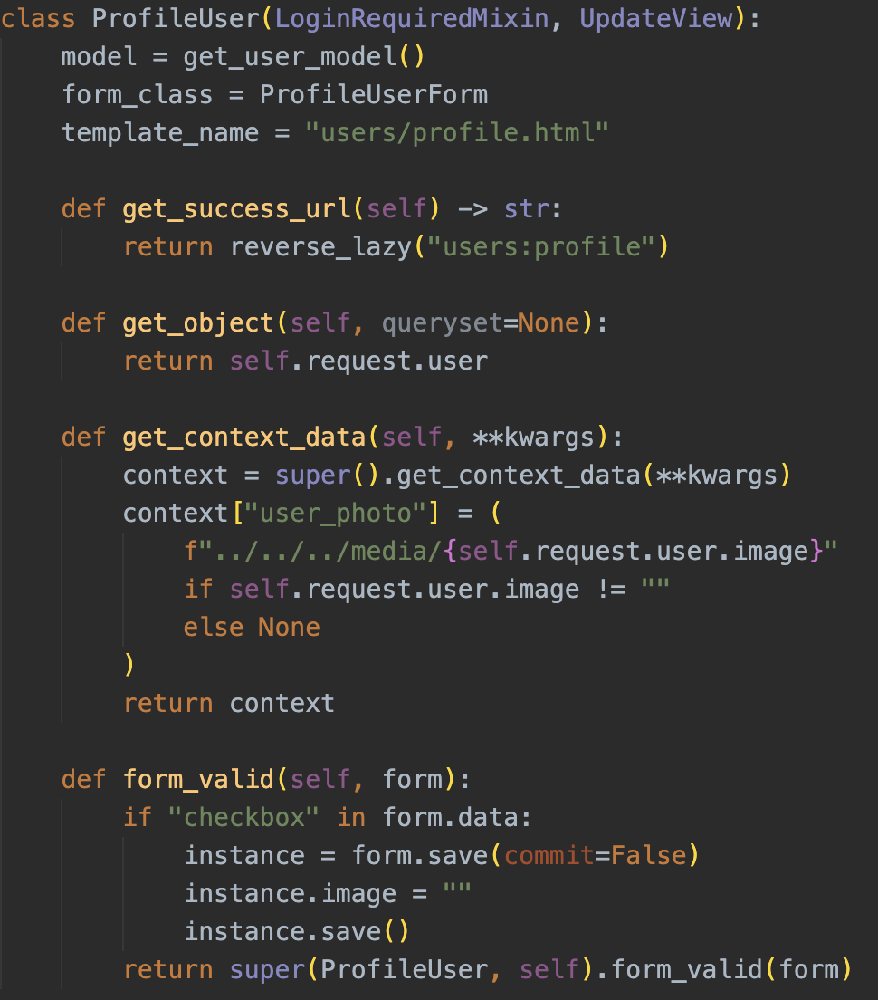 class ProfileUser(LoginRequiredMixin, UpdateView):
    model = get_user_model()
    form_class = ProfileUserForm
    template_name = "users/profile.html"

    def get_success_url(self) -> str:
        return reverse_lazy("users:profile")

    def get_object(self, queryset=None):
        return self.request.user

    def get_context_data(self, **kwargs):
        context = super().get_context_data(**kwargs)
        context["user_photo"] = (
            f"../../../media/{self.request.user.image}"
            if self.request.user.image != ""
            else None
        )
        return context

    def form_valid(self, form):
        if "checkbox" in form.data:
            instance = form.save(commit=False)
            instance.image = ""
            instance.save()
        return super(ProfileUser, self).form_valid(form)